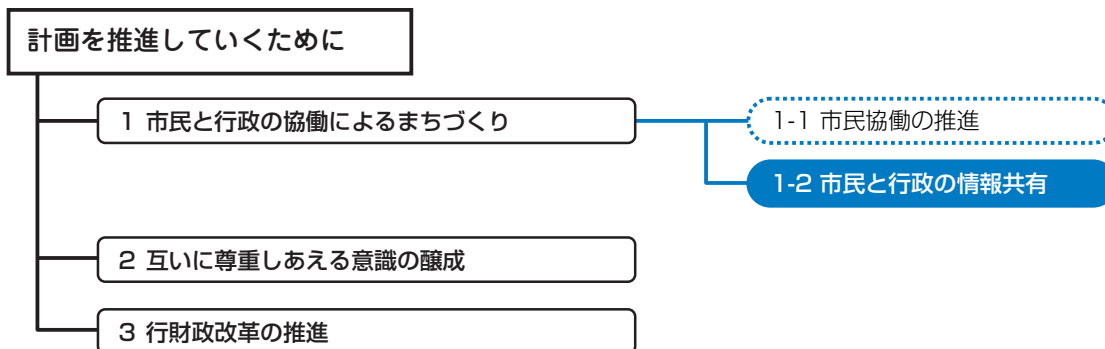 計画を推進していくために
1 市民と行政の協働によるまちづくり
1-1 市民協働の推進
1-2 市民と行政の情報共有
2 互いに尊重しあえる意識の醸成
3 行財政改革の推進